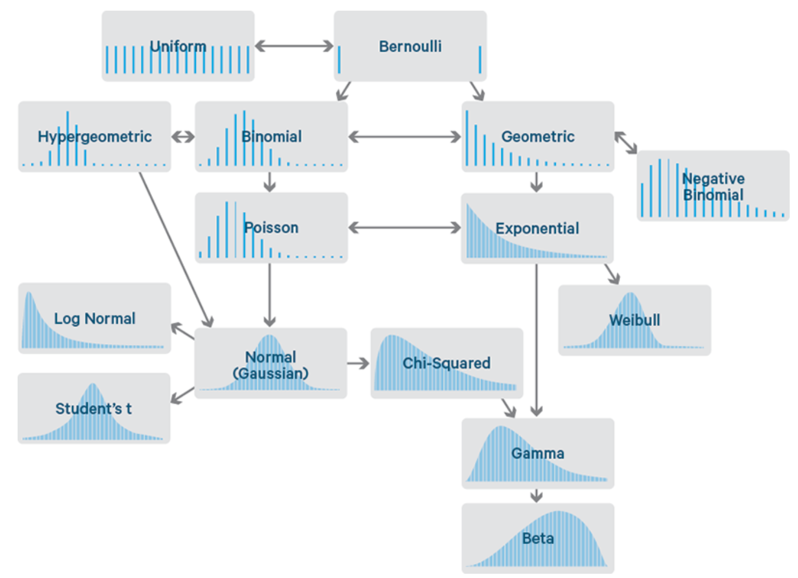 Uniform
Bernoulli
Hypergeometric
Binomial
Geometric
Negative
Binomial
Poisson
Exponential
Log Normal
Weibull
Normal
(Gaussian)
Chi-Squared
Student's t
Gamma
Beta